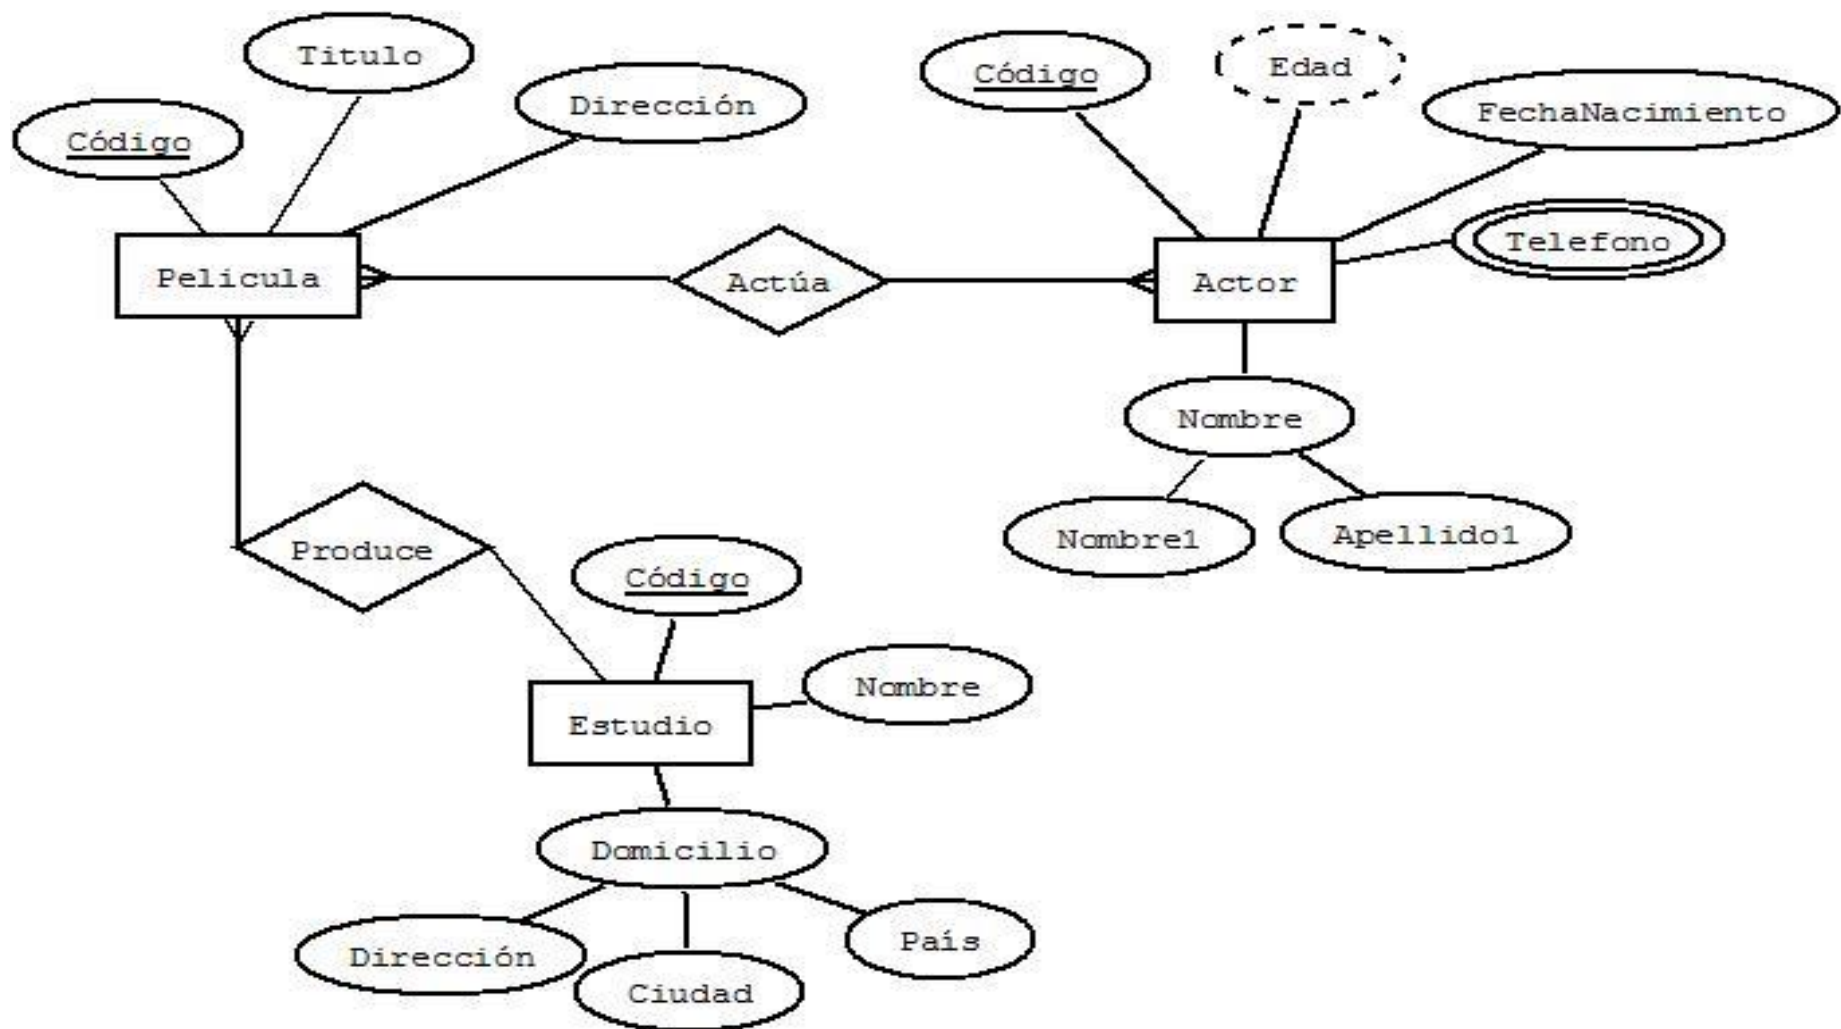 Titulo
Código
Dirección
Código
Edad
FechaNacimiento
Telefono
Pelicula
Actúa
Actor
Nombre
Nombre1
Apellido1
Produce
Código
Nombre
Estudio
Domicilio
Dirección
Ciudad
País